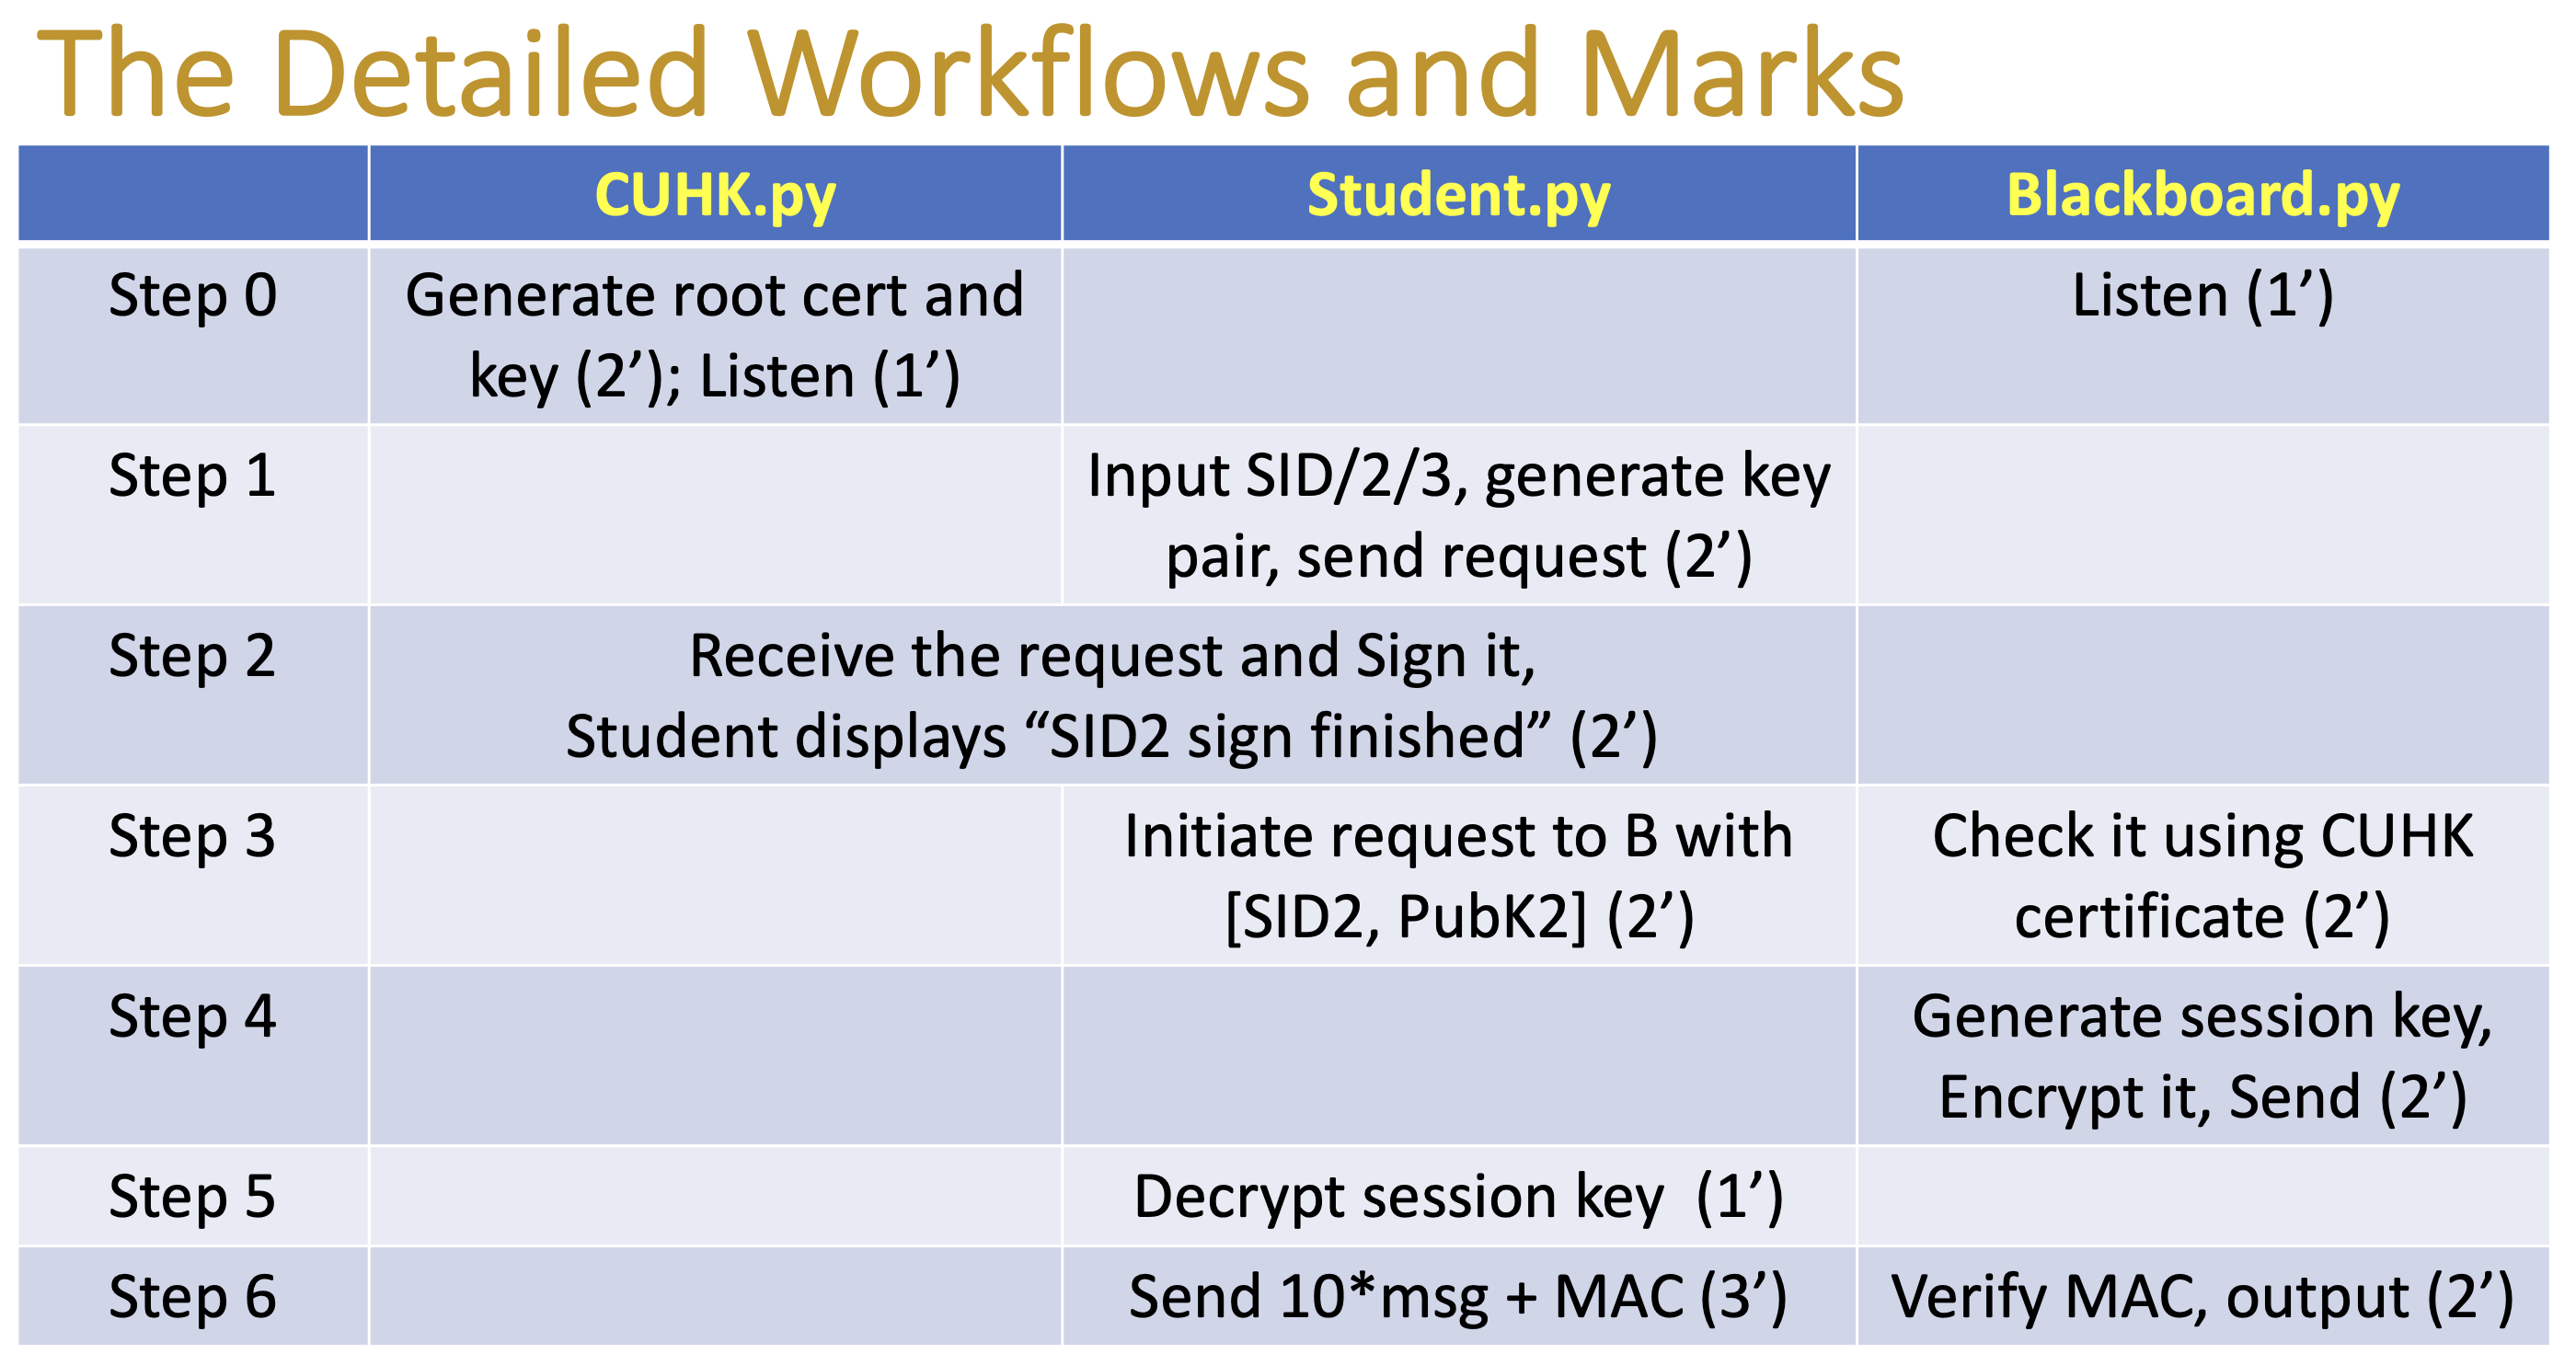 The Detailed Workflows and Marks
CUHK.py Student.py Blackboard.py
Step 0
Generate root cert and
key (2’); Listen (1’)
Listen (1’)
Step 1
Input SID/2/3, generate key
pair, send request (2’)
Step 2
Receive the request and Sign it,
Student displays “SID2 sign finished” (2’)
Step 3
Initiate request to B with
[SID2, PubK2] (2’)
Check it using CUHK
certificate (2’)
Step 4
Generate session key,
Encrypt it, Send (2’)
Step 5
Decrypt session key (1’)
Step 6
Send 10*msg + MAC (3’)
Verify MAC, output (2’)